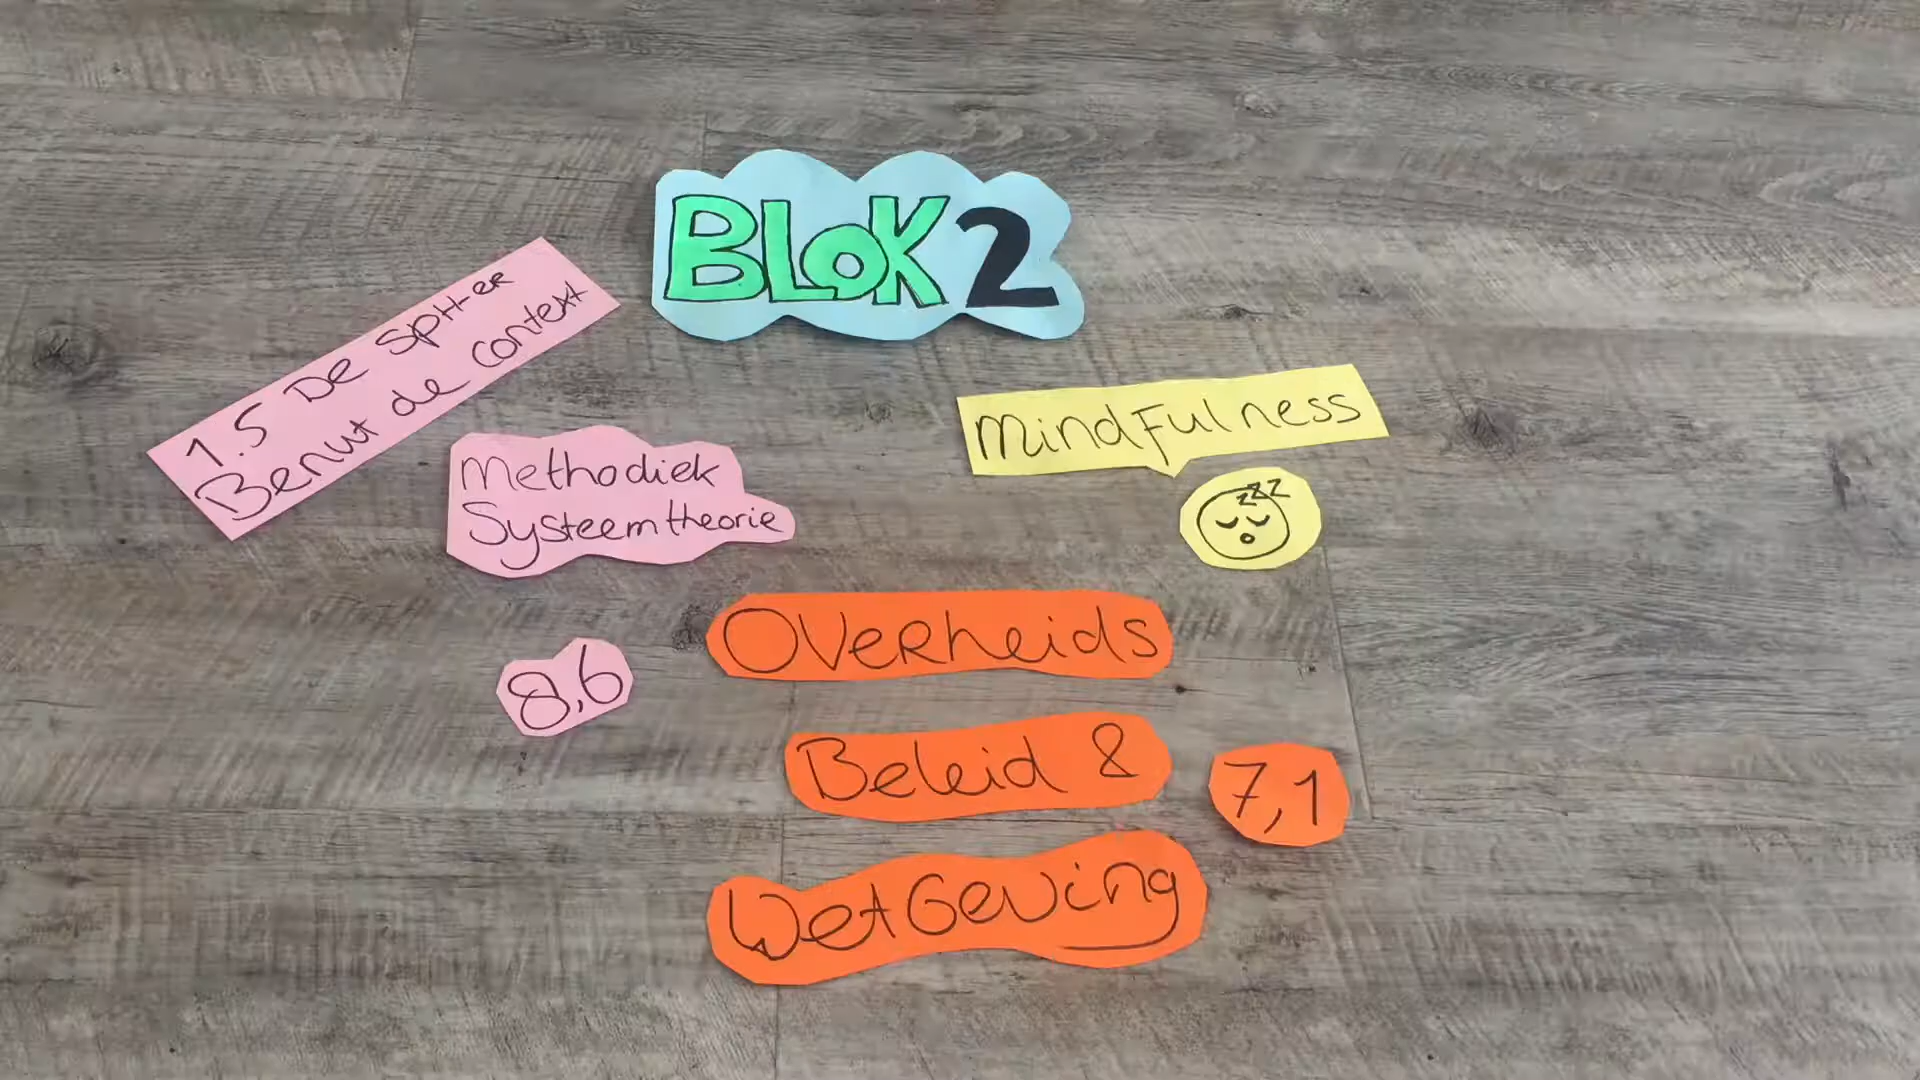 BLOK 2
1.5 De SPH-er
Benut de context
Methodiek
Systeemtheorie
8,6
mindfulness
zzz
Overheids
Beleid &
7,1
WetGeving